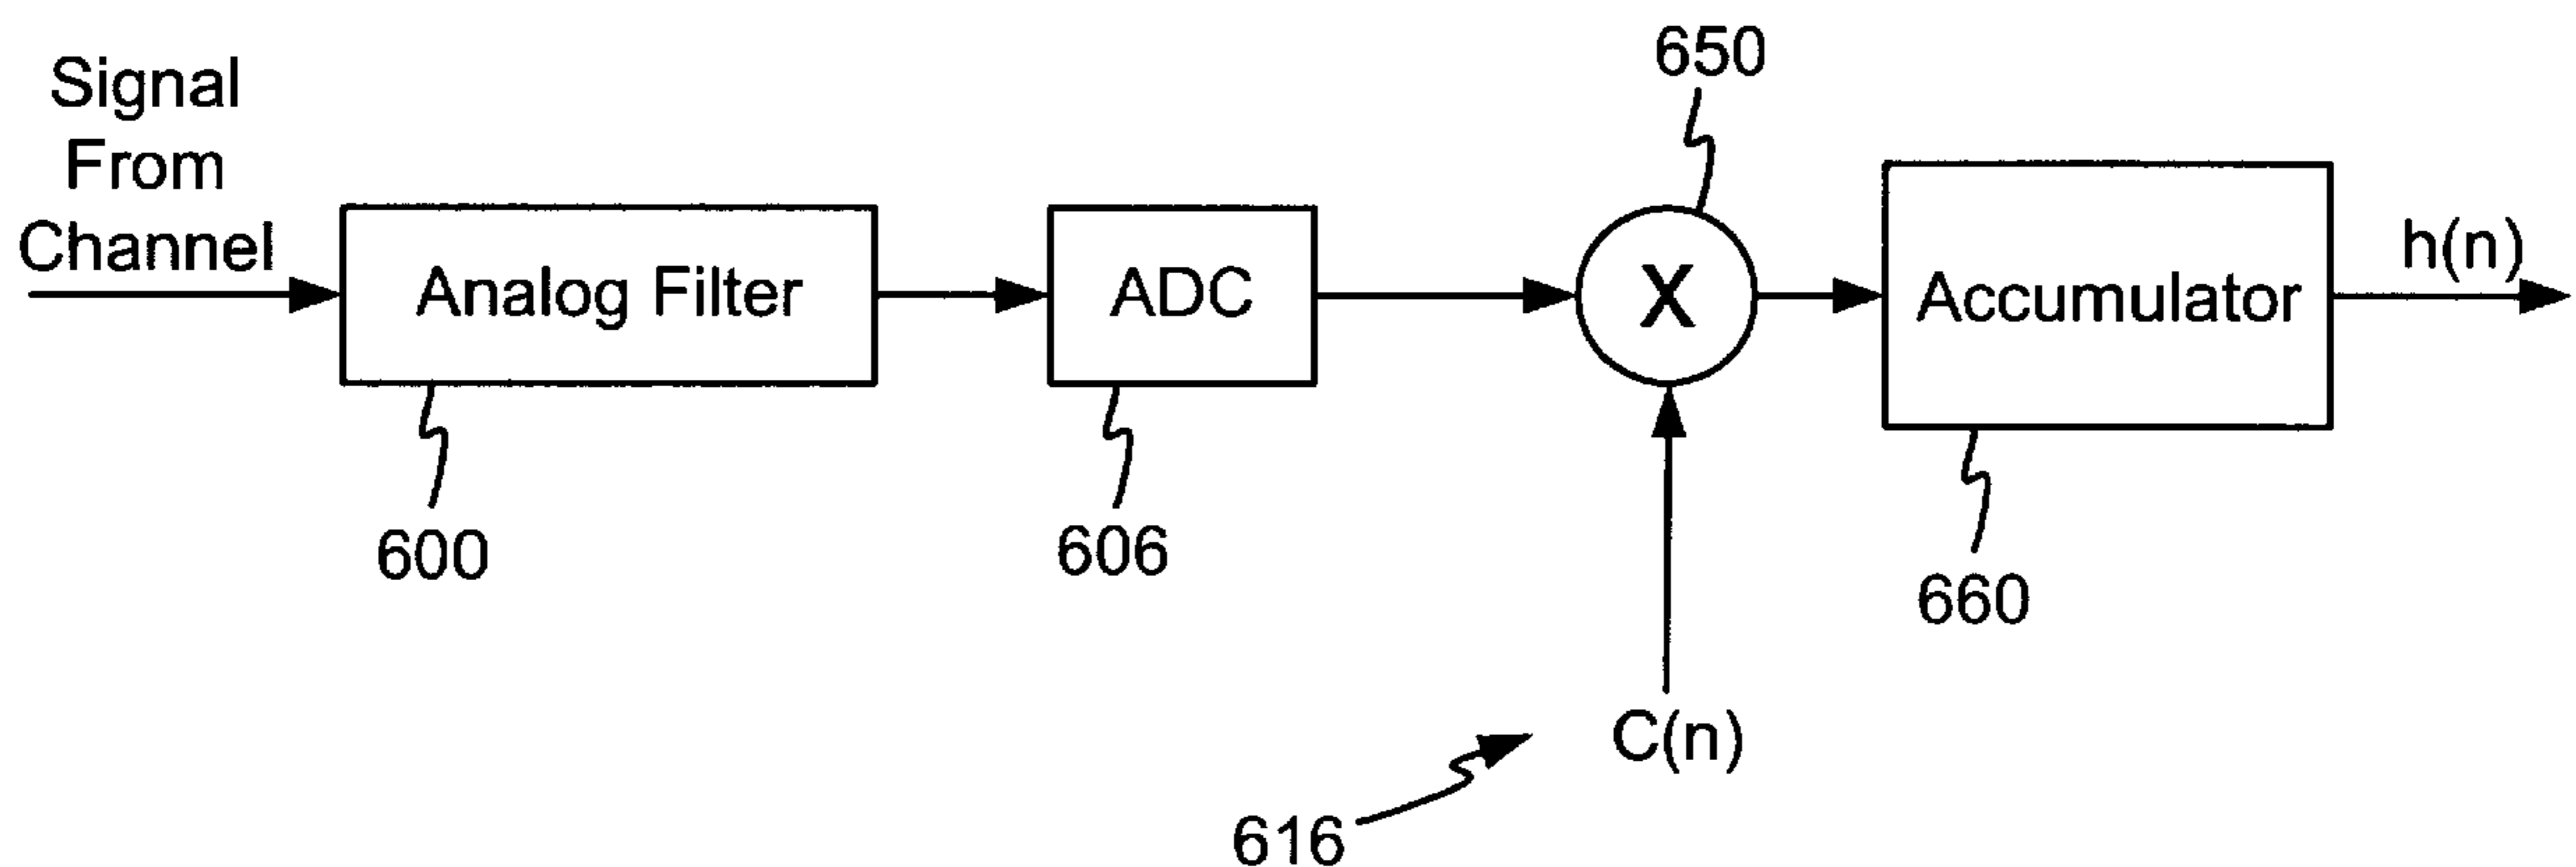 650
Signal
From
Channel
Analog Filter
ADC
X
Accumulator
h(n)
600
606
660
C(n)
616